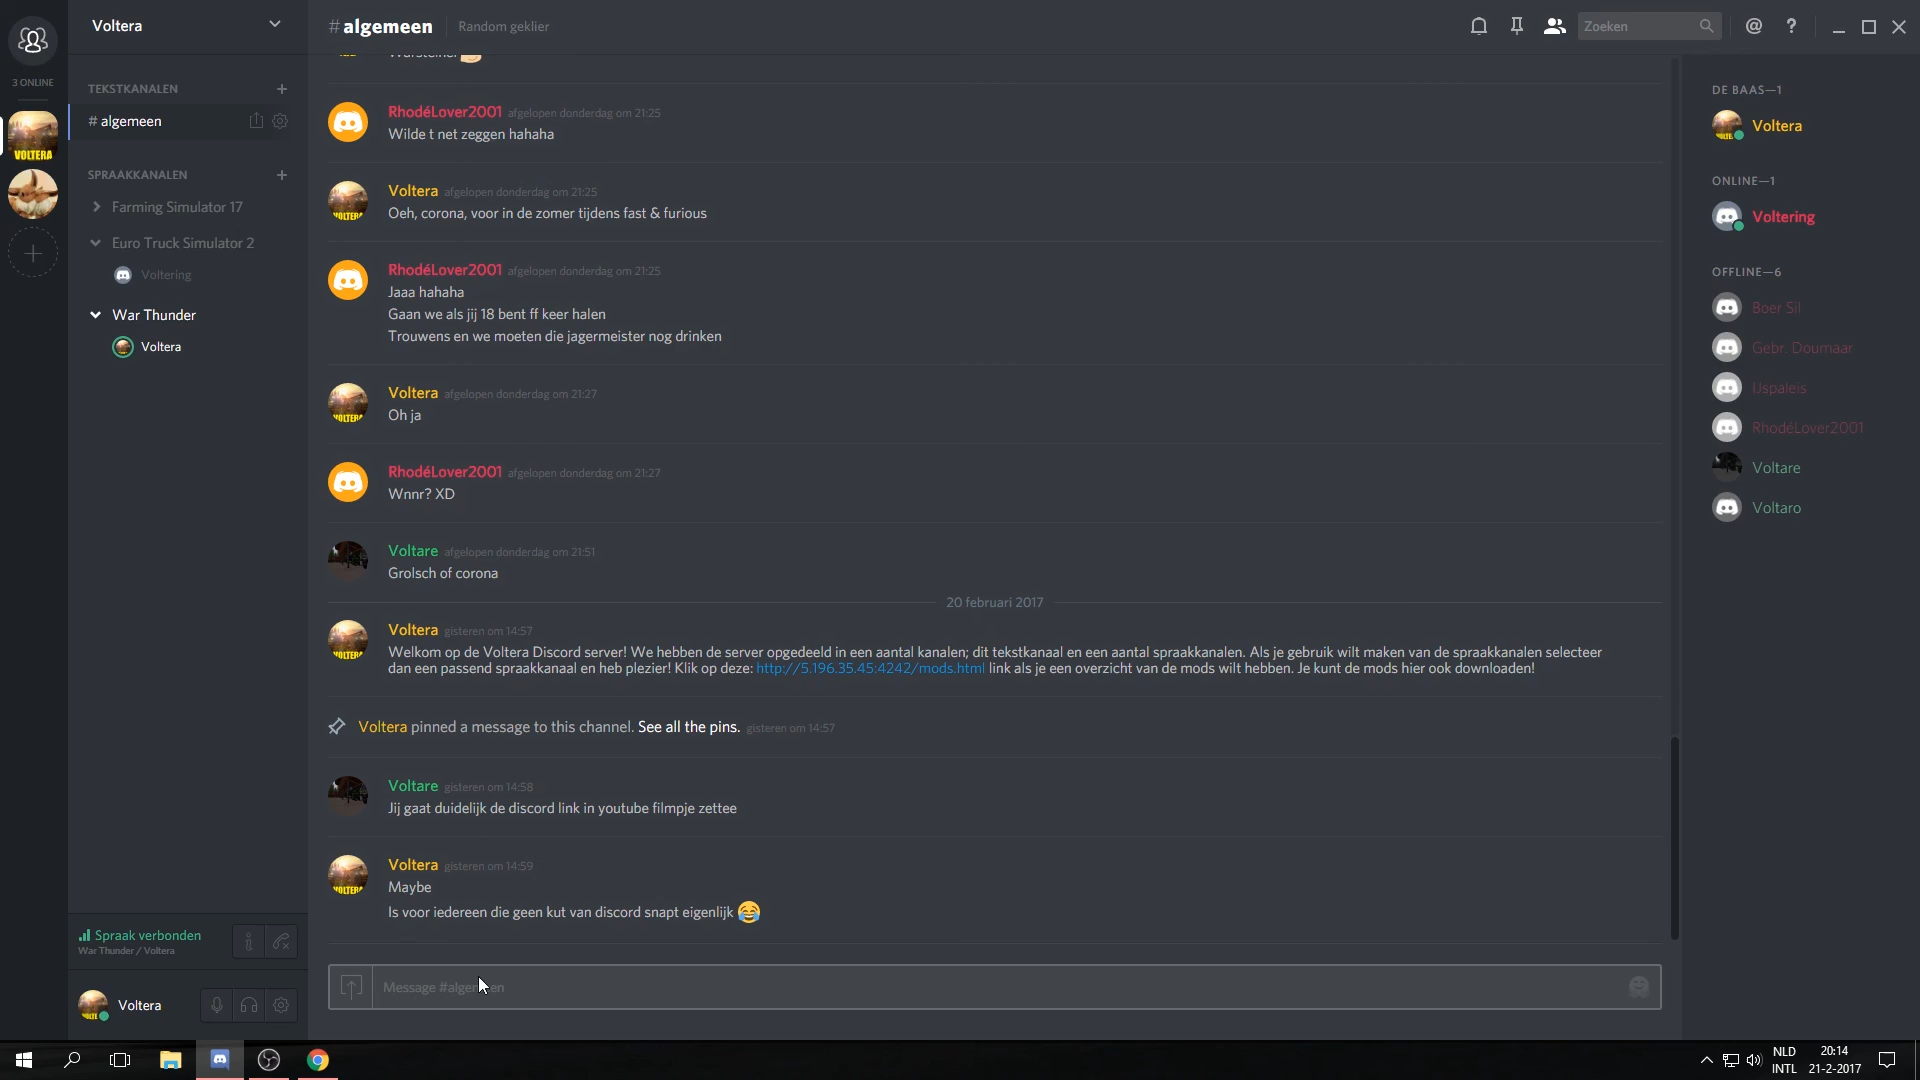 Voltera
#algemeen
Random geklier
Zoeken
3 ONLINE
VOLTERA
TEKSTKANALEN
# algemeen
SPRAAKKANALEN
Farming Simulator 17
Euro Truck Simulator 2
Voltering
War Thunder
Voltera
Spraak verbonden
War Thunder / Voltera
Voltera
RhodéLover2001 afgelopen donderdag om 21:25
Wilde t net zeggen hahaha
Voltera afgelopen donderdag om 21:25
Oeh, corona, voor in de zomer tijdens fast & furious
RhodéLover2001 afgelopen donderdag om 21:25
Jaaa hahaha
Gaan we als jij 18 bent ff keer halen
Trouwens en we moeten die jagermeister nog drinken
Voltera afgelopen donderdag om 21:27
Oh ja
RhodéLover2001 afgelopen donderdag om 21:27
Wnnr? XD
Voltare afgelopen donderdag om 21:51
Grolsch of corona
20 februari 2017
Voltera gisteren om 14:57
Welkom op de Voltera Discord server! We hebben de server opgedeeld in een aantal kanalen; dit tekstkanaal en een aantal spraakkanalen. Als je gebruik wilt maken van de spraakkanalen selecteer
dan een passend spraakkanaal en heb plezier! Klik op deze: http://5.196.35.45:4242/mods.html link als je een overzicht van de mods wilt hebben. Je kunt de mods hier ook downloaden!
Voltera pinned a message to this channel. See all the pins. gisteren om 14:57
Voltare gisteren om 14:58
Jij gaat duidelijk de discord link in youtube filmpje zettee
Voltera gisteren om 14:59
Maybe
Is voor iedereen die geen kut van discord snapt eigenlijk 😂
Message
DE BAAS—1
Voltera
ONLINE—1
Voltering
OFFLINE—6
Boer Sil
Gebr. Doumaar
IJspaleis
RhodéLover2001
Voltare
Voltaro
NLD
INTL
20:14
21-2-2017